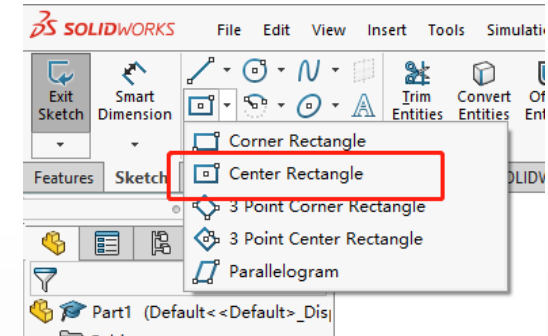 SOLIDWORKS File Edit View Insert Tools
Exit Sketch
Smart Dimension
Trim Entities
Convert Entities
Corner Rectangle
Features Sketch
Center Rectangle
3 Point Corner Rectangle
3 Point Center Rectangle
Parallelogram
Part1 (Default<<Default>_Disp